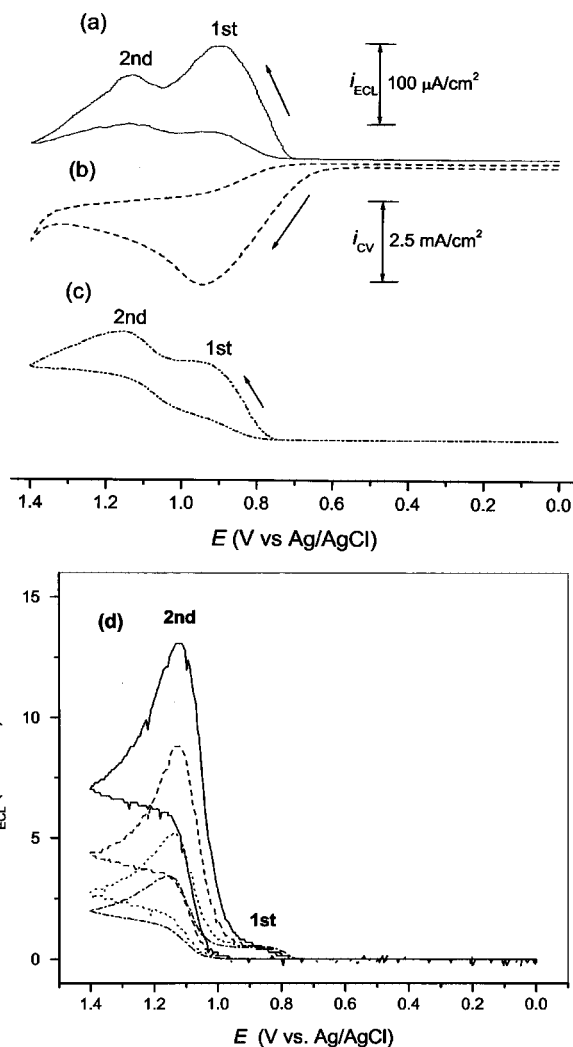 (a)
1st
2nd
i_ECL 100 μA/cm²
(b)
i_CV 2.5 mA/cm²
(c)
2nd
1st
1.4 1.2 1.0 0.8 0.6 0.4 0.2 0.0
E (V vs Ag/AgCl)
15
(d) 2nd
10
5
1st
0
ECL
1.4 1.2 1.0 0.8 0.6 0.4 0.2 0.0
E (V vs. Ag/AgCl)